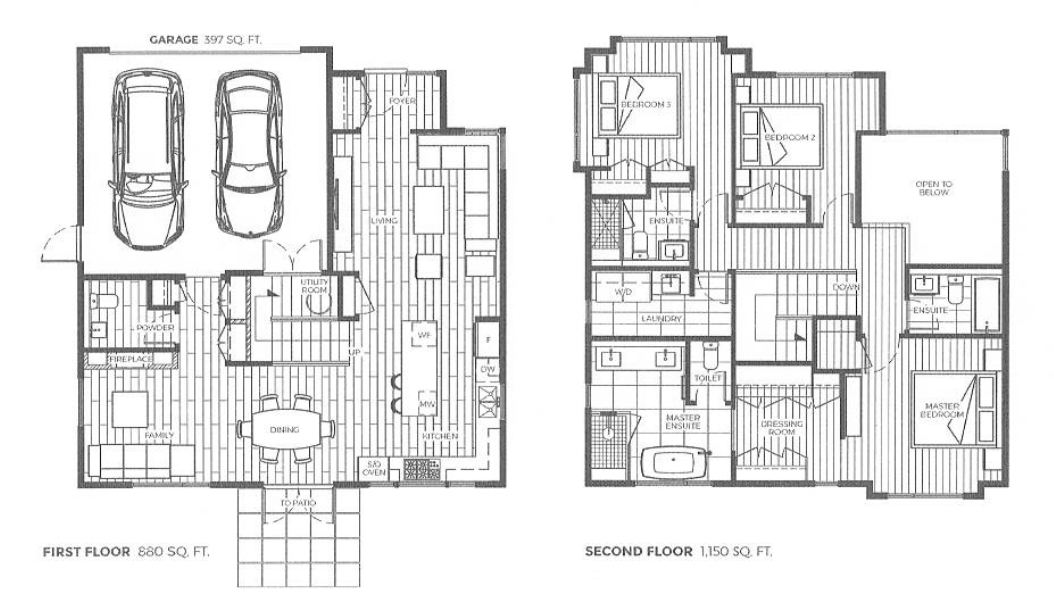 GARAGE 397 SQ. FT.
FOYER
LIVING
UTILITY
ROOM
POWDER
FIREPLACE
UP
WF
F
DW
MW
DINING
FAMILY
KITCHEN
S/O
OVEN
TO PATIO
FIRST FLOOR 880 SQ. FT.
BEDROOM 3
BEDROOM 2
OPEN TO
BELOW
ENSUITE
W/D
DOWN
LAUNDRY
ENSUITE
TOILET
MASTER
ENSUITE
DRESSING
ROOM
MASTER
BEDROOM
SECOND FLOOR 1,150 SQ. FT.